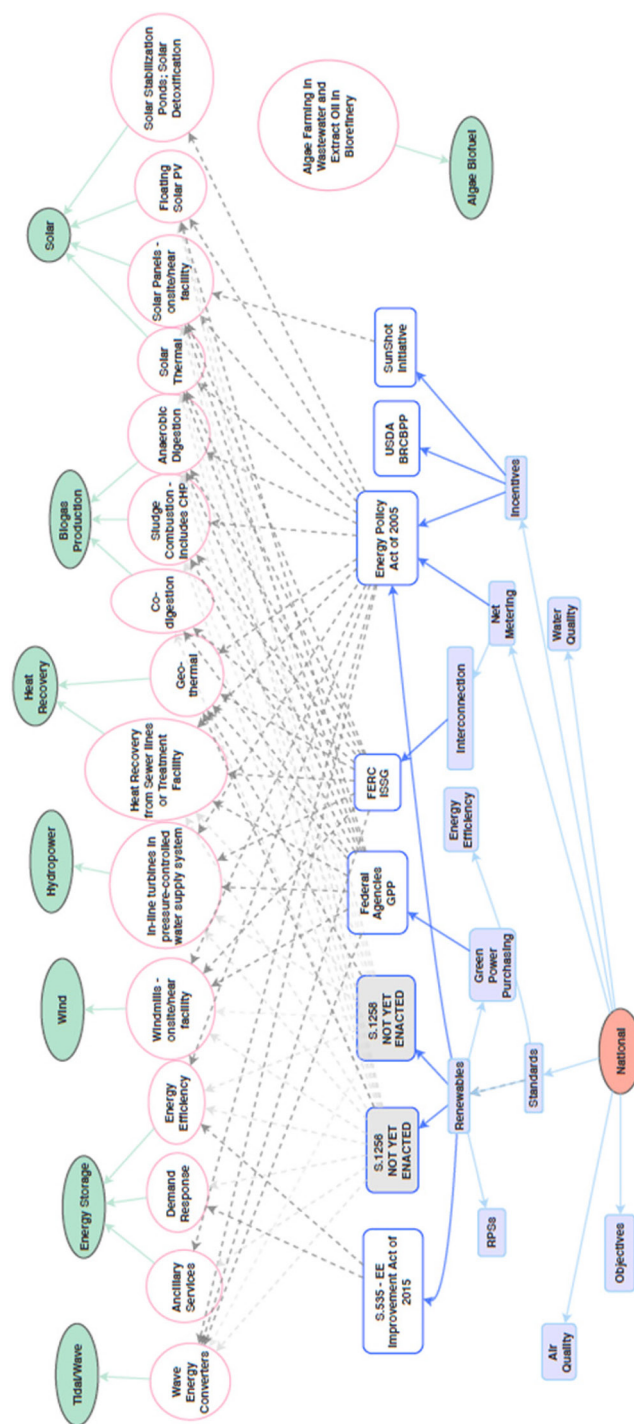 Tidal/Wave
Energy Storage
Wind
Hydropower
Heat
Recovery
Biogas
Production
Solar
Wave
Energy
Converters
Ancillary
Services
Demand
Response
Energy
Efficiency
Windmills -
onsite/near
facility
In-line turbines in
pressure-controlled
water supply system
Heat Recovery
from Sewer lines
or Treatment
Facility
Geo-
thermal
Co-
digestion
Sludge
Combustion -
Includes CHP
Anaerobic
Digestion
Solar
Thermal
Solar Panels -
onsite/near
facility
Floating
Solar PV
Solar Stabilization
Ponds; Solar
Detoxification
Algae Farming in
Wastewater and
Extract Oil in
Biorefinery
Algae Biofuel
S.535 - EE
Improvement Act of
2015
S.1256
NOT YET
ENACTED
S.1258
NOT YET
ENACTED
Federal
Agencies
GPP
FERC
ISSG
Energy Policy
Act of 2005
USDA
BRCBPP
SunShot
Initiative
RPSs
Renewables
Green
Power
Purchasing
Energy
Efficiency
Interconnection
Net
Metering
Incentives
Air
Quality
Objectives
Standards
National
Water
Quality